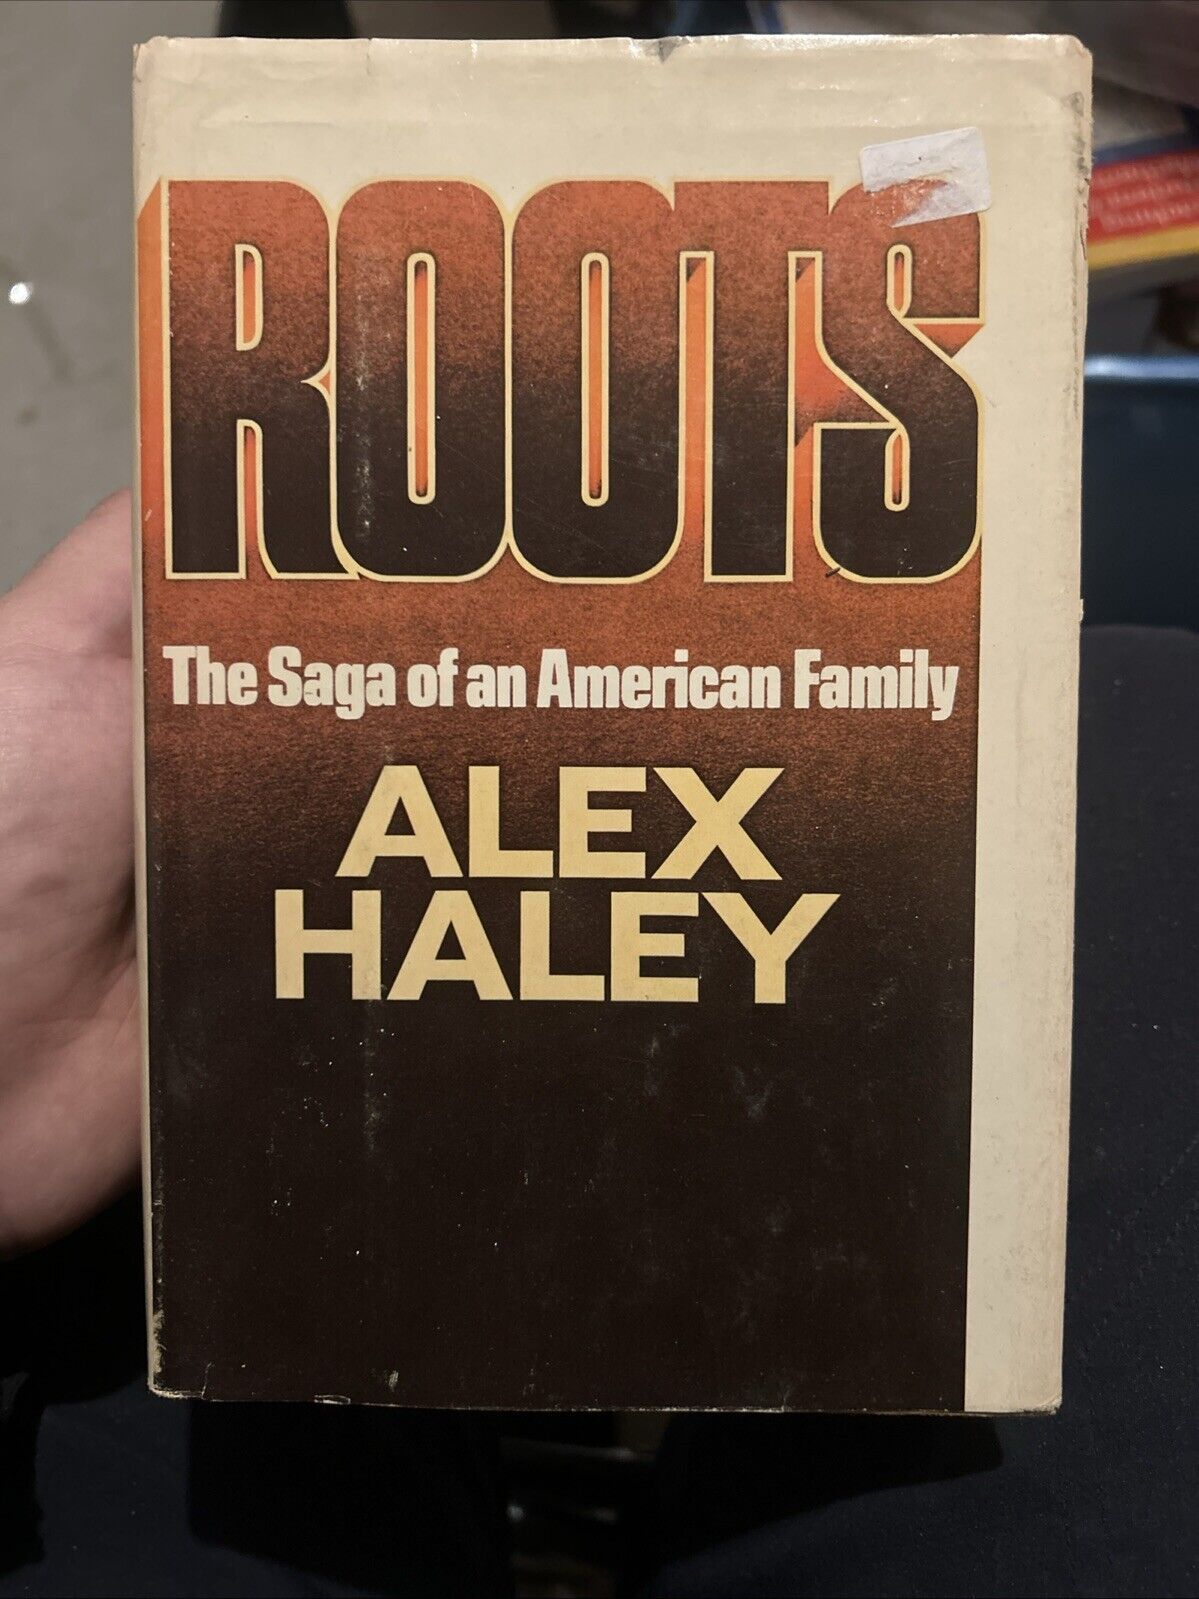 ROOTS
The Saga of an American Family
ALEX
HALEY